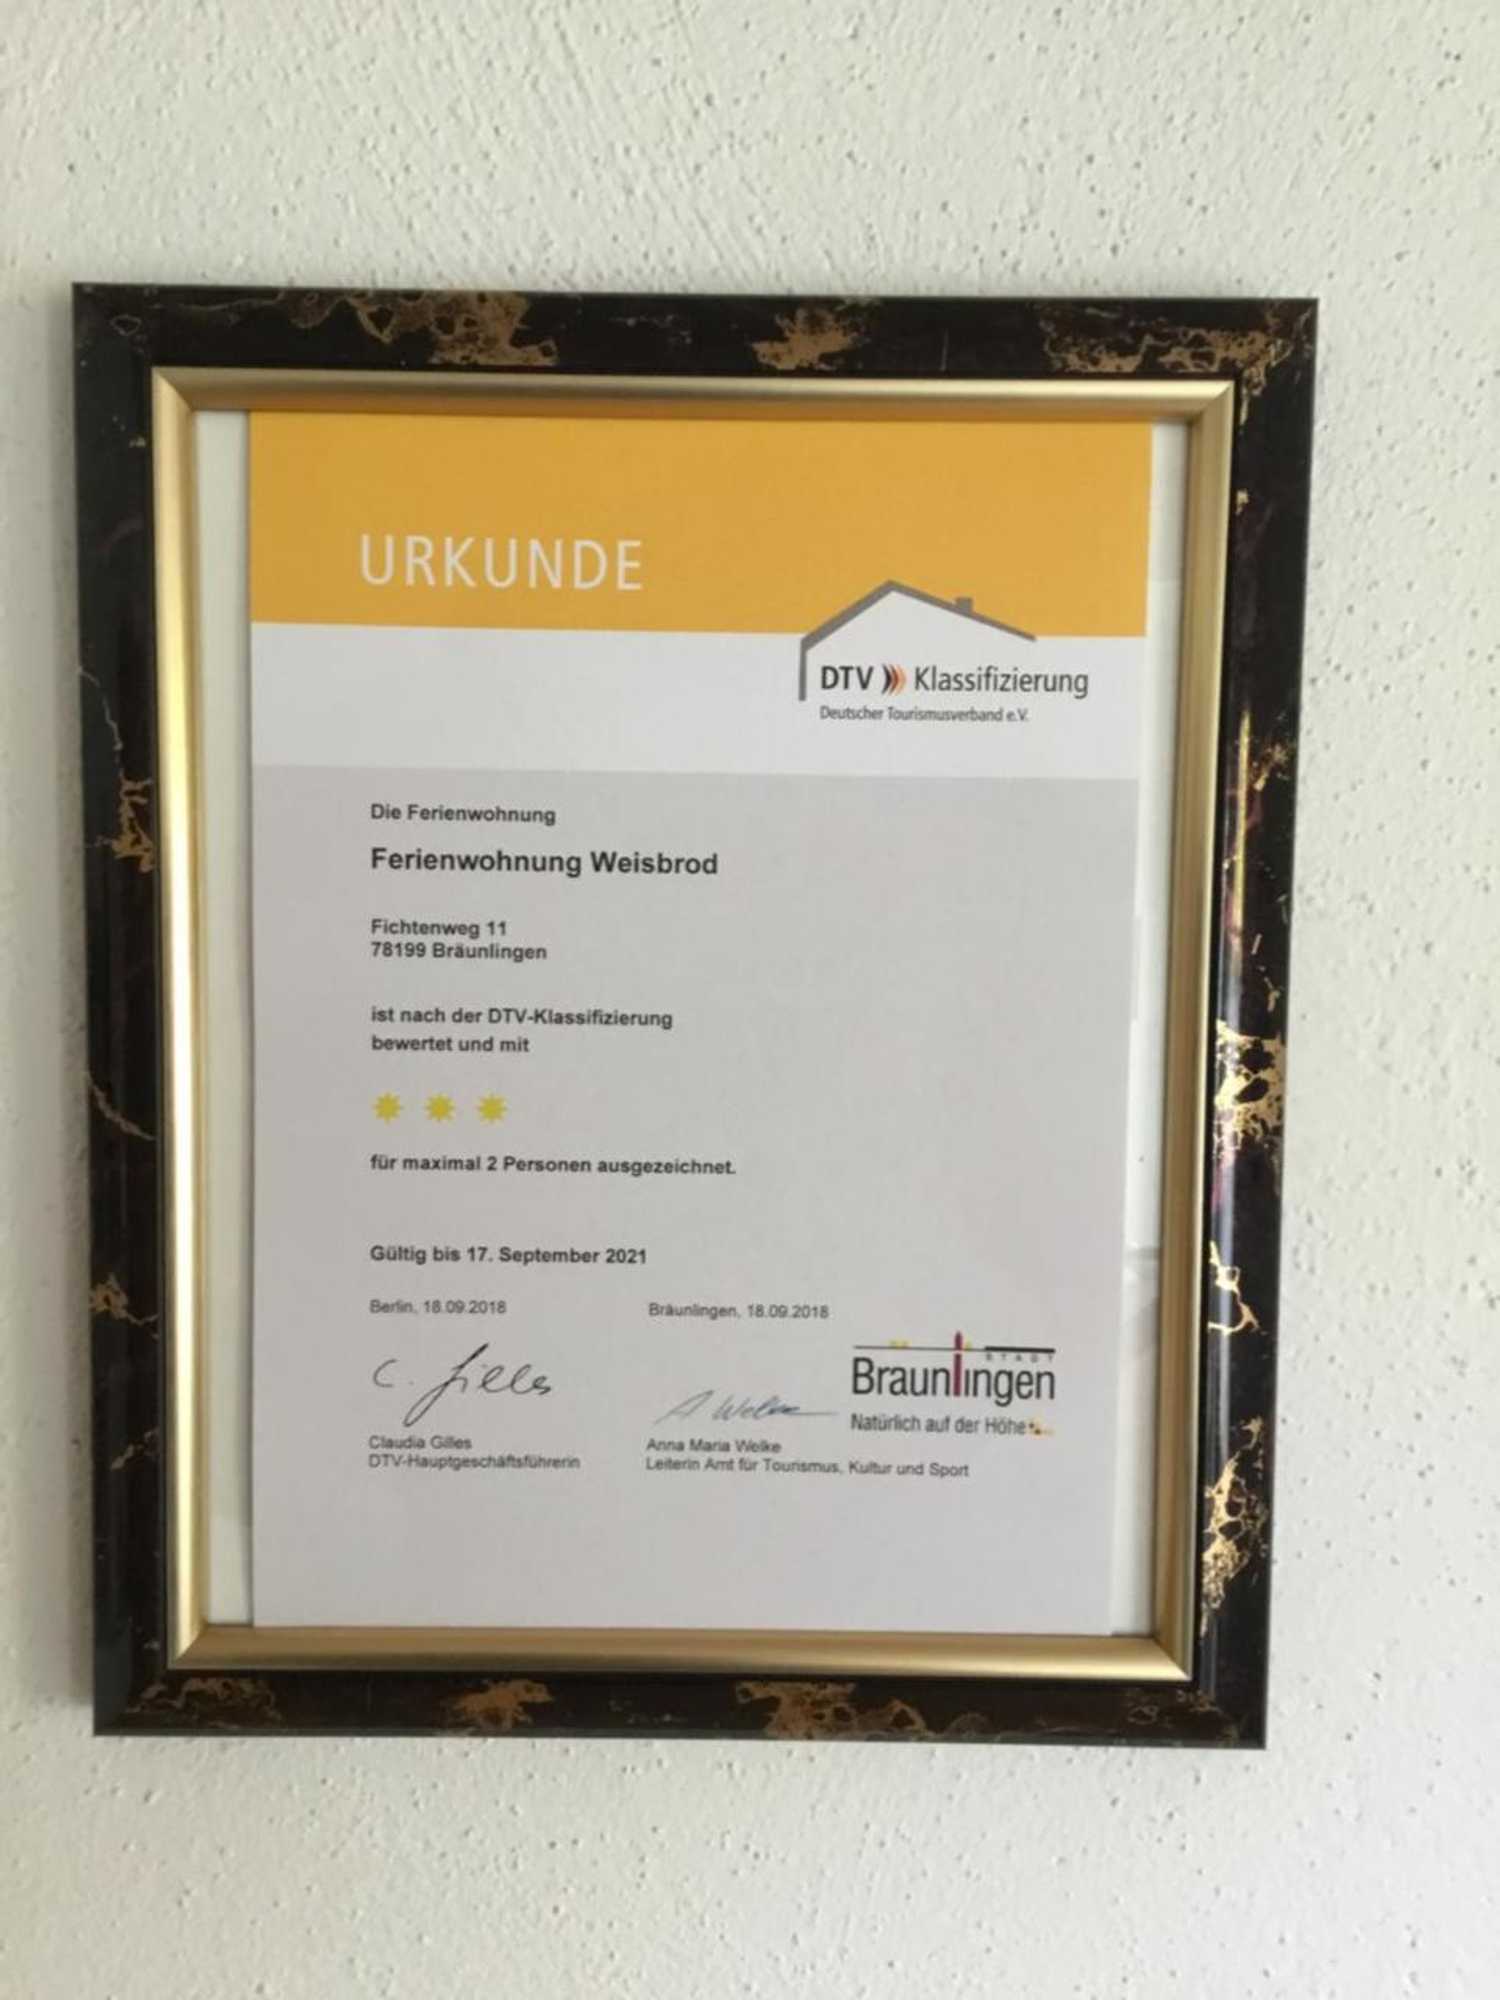 URKUNDE
DTV Klassifizierung
Deutscher Tourismusverband e.V.
Die Ferienwohnung
Ferienwohnung Weisbrod
Fichtenweg 11
78199 Bräunlingen
ist nach der DTV-Klassifizierung
bewertet und mit
für maximal 2 Personen ausgezeichnet.
Gültig bis 17. September 2021
Berlin, 18.09.2018
Bräunlingen, 18.09.2018
C. Gilles
A Welke
STADT
Bräunlingen
Natürlich auf der Höhe
Claudia Gilles
DTV-Hauptgeschäftsführerin
Anna Maria Welke
Leiterin Amt für Tourismus, Kultur und Sport